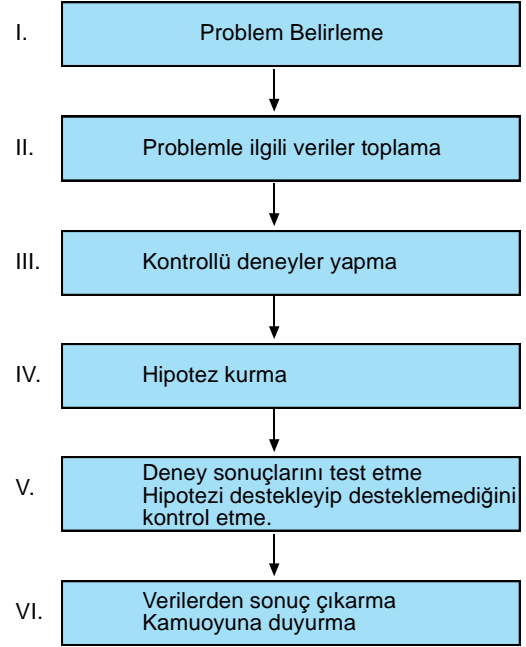 I. Problem Belirleme
II. Problemle ilgili veriler toplama
III. Kontrollü deneyler yapma
IV. Hipotez kurma
V. Deney sonuçlarını test etme
Hipotezi destekleyip desteklemediğini
kontrol etme.
VI. Verilerden sonuç çıkarma
Kamuoyuna duyurma